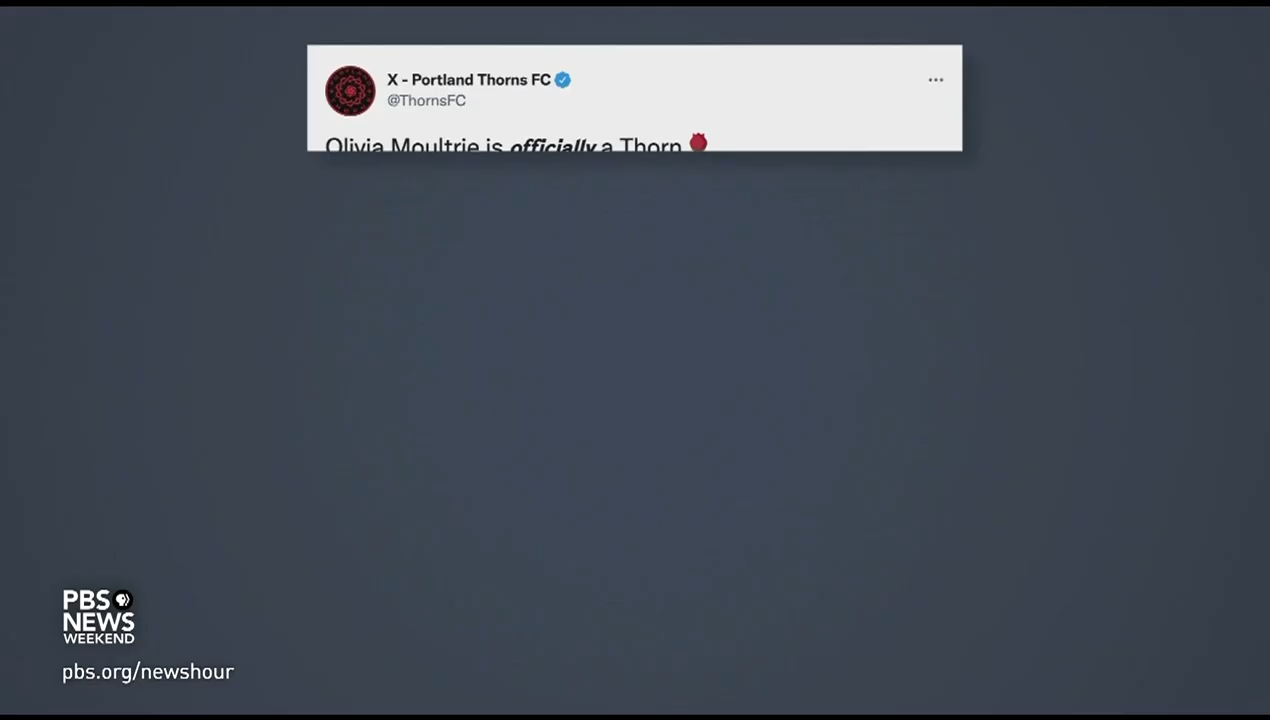 X - Portland Thorns FC
@ThornsFC
Olivia Moultrie is officially a Thorn
PBS
NEWS
WEEKEND
pbs.org/newshour